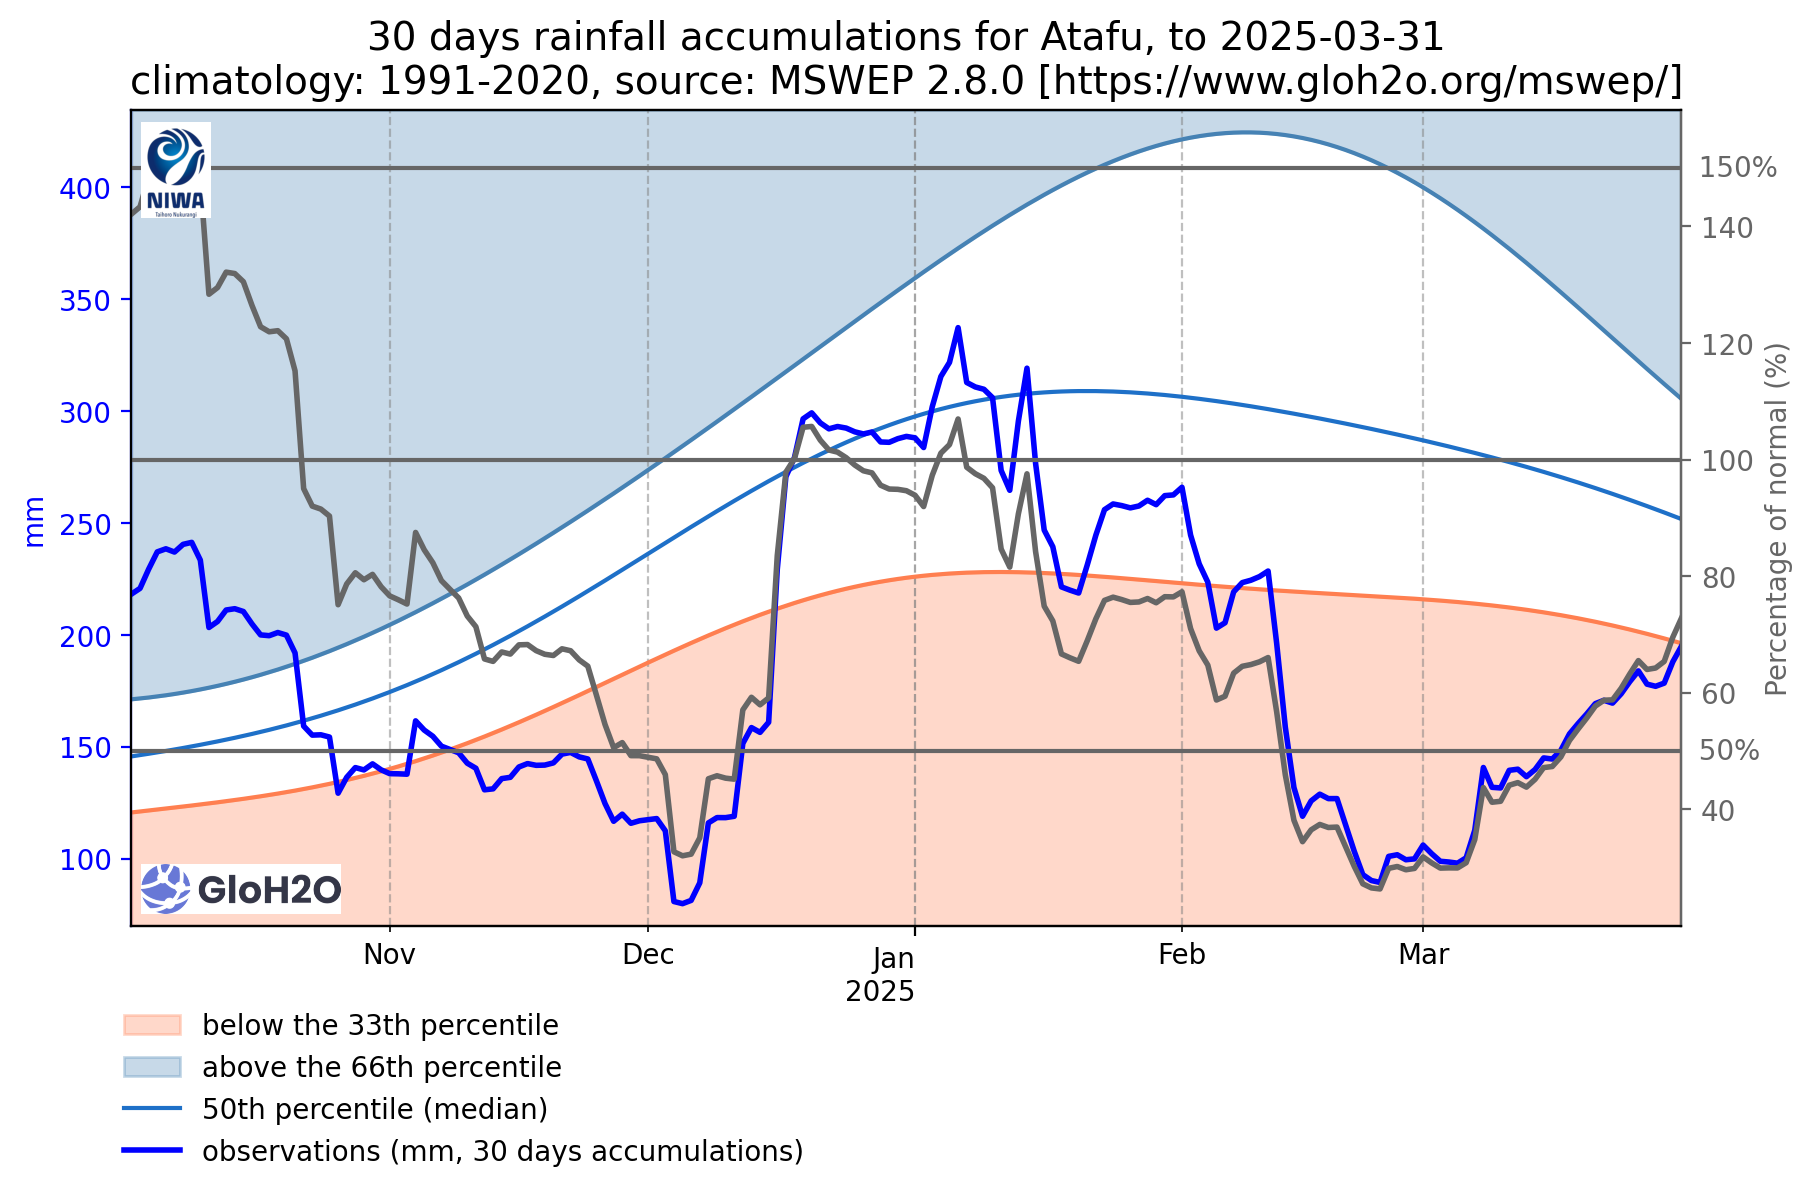 30 days rainfall accumulations for Atafu, to 2025-03-31
climatology: 1991-2020, source: MSWEP 2.8.0 [https://www.gloh2o.org/mswep/]
NIWA
Taihoro Nukurangi
400
350
300
250
200
150
100
mm
150%
140
120
100
80
60
50%
40
Percentage of normal (%)
GloH2O
Nov
Dec
Jan
2025
Feb
Mar
below the 33th percentile
above the 66th percentile
50th percentile (median)
observations (mm, 30 days accumulations)